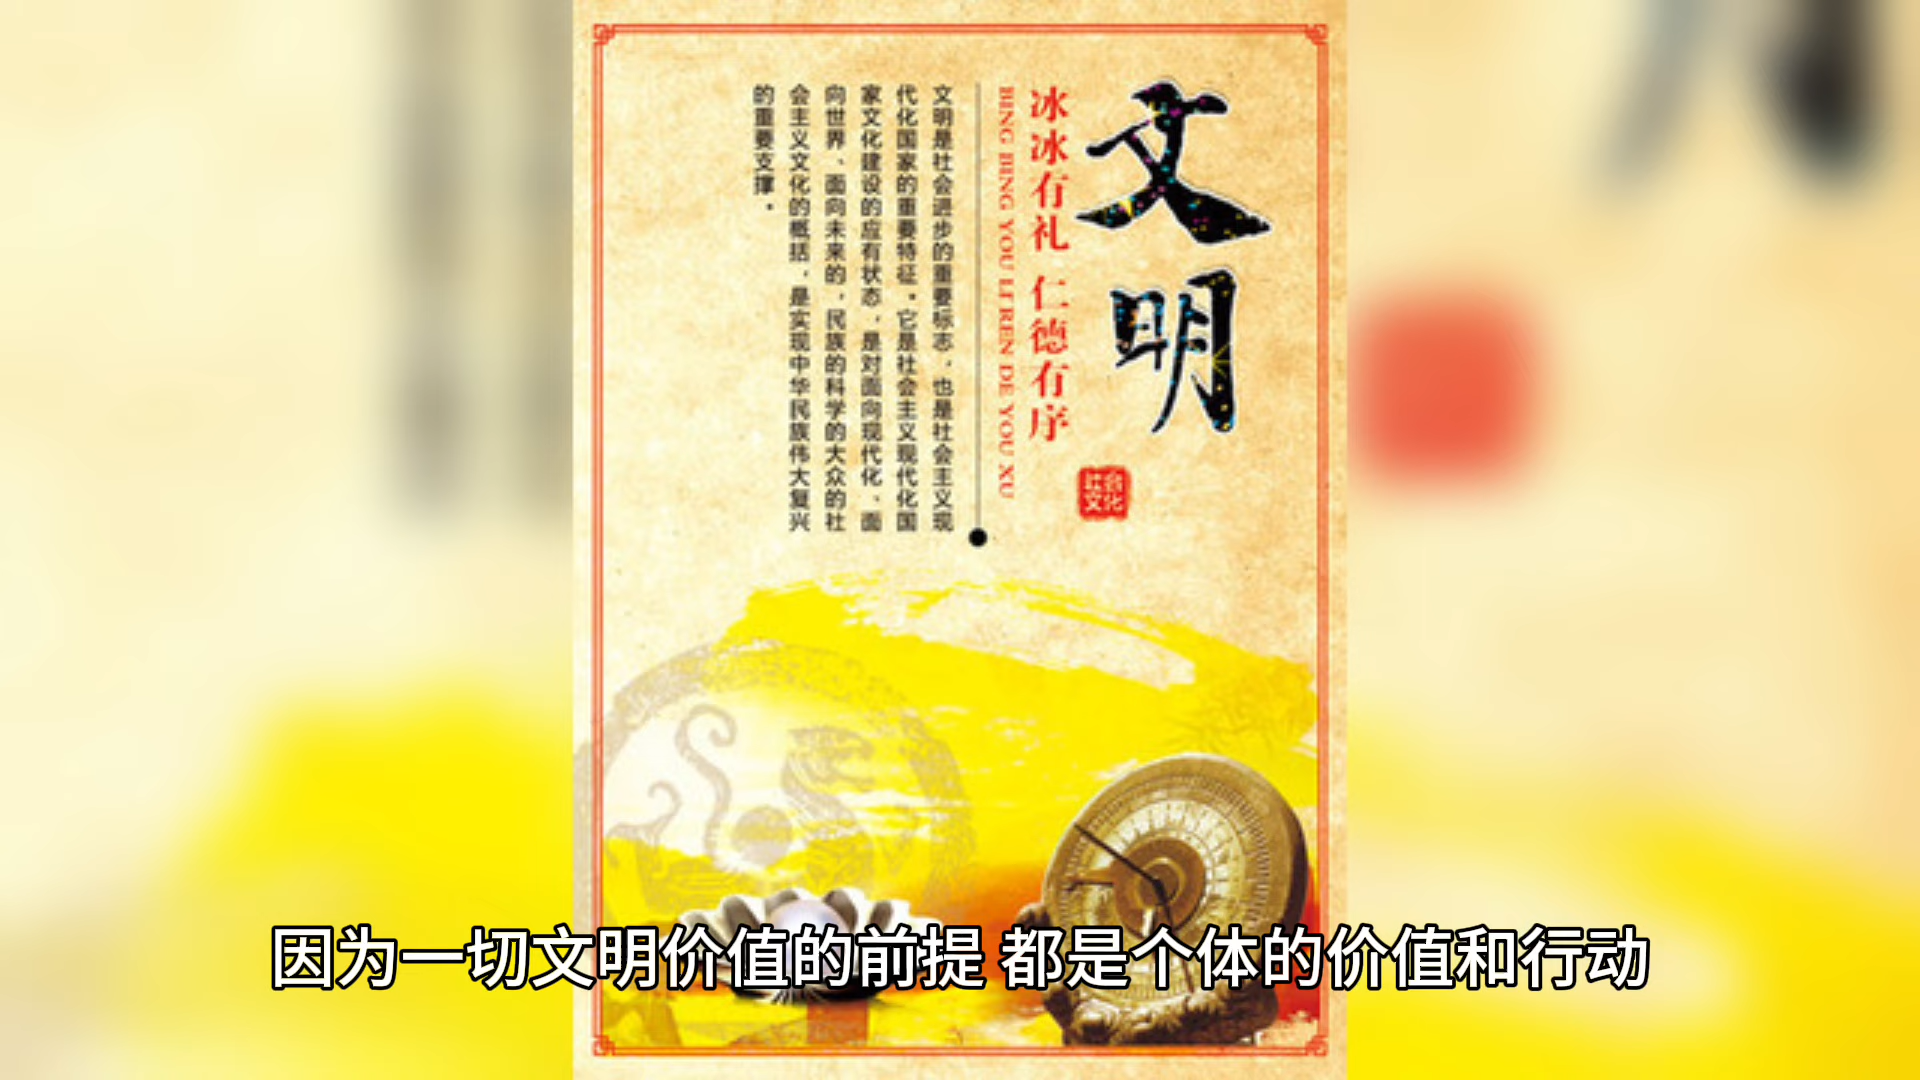 文明
冰冰有礼 仁德有序
BING BING YOU LI REN DE YOU XU
文明是社会进步的重要标志，也是社会主义现
代化国家的重要特征。它是社会主义现代化国
家文化建设的应有状态，是对面向现代化、面
向世界、面向未来的，民族的科学的大众的社
会主义文化的概括，是实现中华民族伟大复兴
的重要支撑。
因为一切文明价值的前提 都是个体的价值和行动